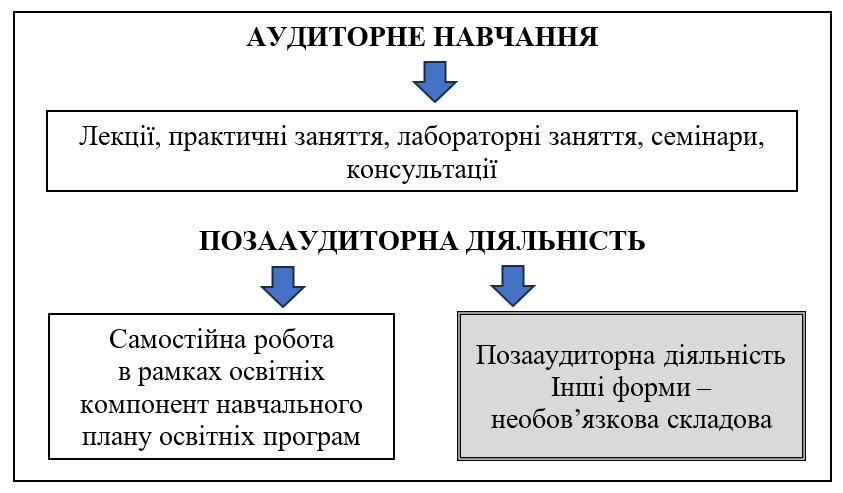 АУДИТОРНЕ НАВЧАННЯ
Лекції, практичні заняття, лабораторні заняття, семінари,
консультації
ПОЗААУДИТОРНА ДІЯЛЬНІСТЬ
Самостійна робота
в рамках освітніх
компонент навчального
плану освітніх програм
Позааудиторна діяльність
Інші форми –
необов’язкова складова